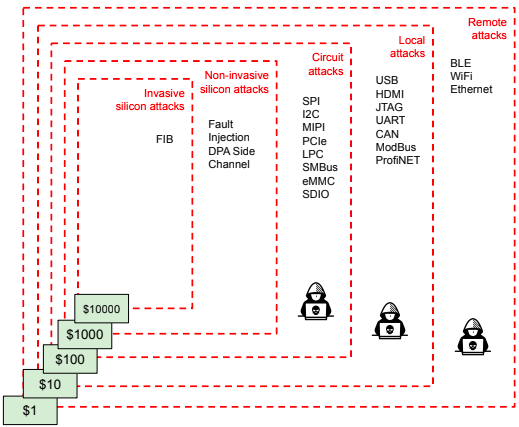 Remote
attacks
Local
attacks
Circuit
attacks
Non-invasive
silicon attacks
Invasive
silicon attacks
BLE
WiFi
Ethernet
USB
HDMI
JTAG
UART
CAN
ModBus
ProfiNET
SPI
I2C
MIPI
PCIe
LPC
SMBus
eMMC
SDIO
Fault
Injection
DPA Side
Channel
FIB
$10000
$1000
$100
$10
$1